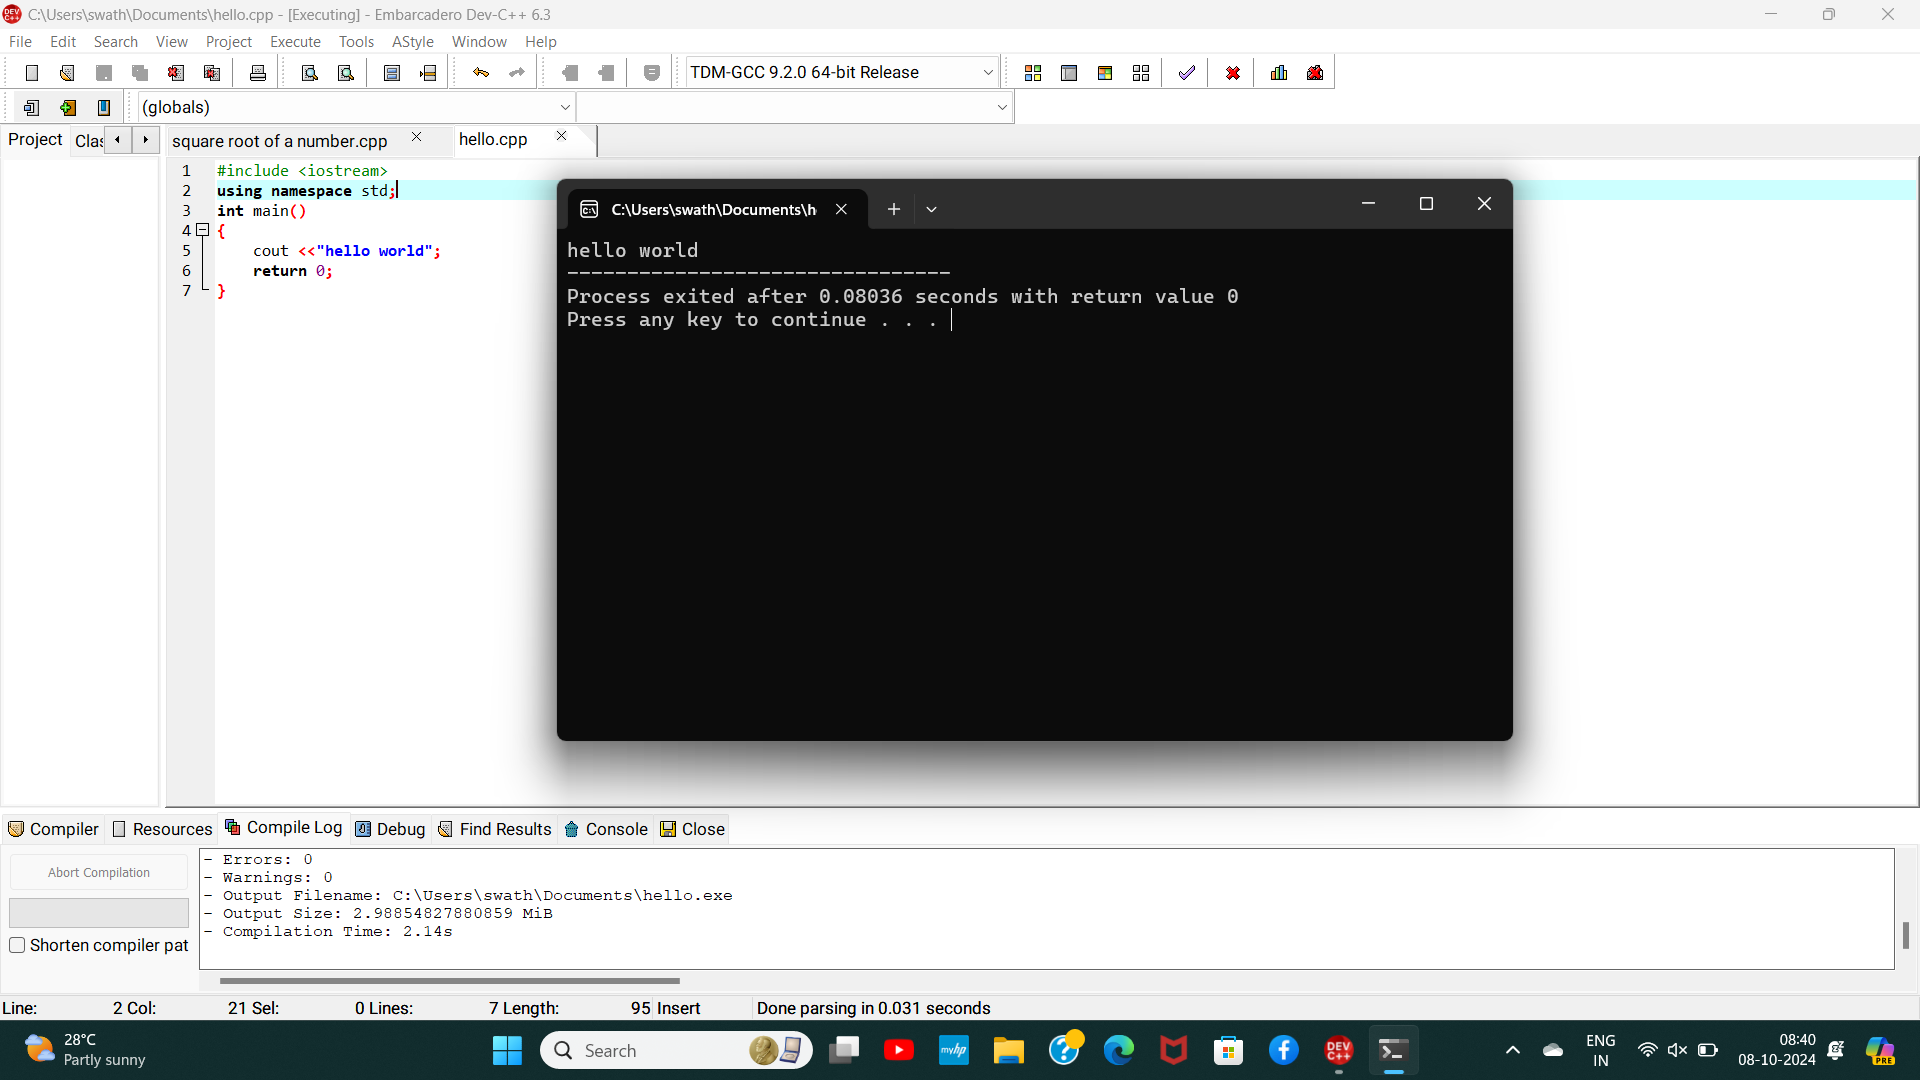 C:\Users\swath\Documents\hello.cpp - [Executing] - Embarcadero Dev-C++ 6.3
File Edit Search View Project Execute Tools AStyle Window Help
TDM-GCC 9.2.0 64-bit Release
(globals)
Project Clas square root of a number.cpp hello.cpp
1 #include <iostream>
2 using namespace std;
3 int main()
4 {
5 cout <<"hello world";
6 return 0;
7 }
C:\Users\swath\Documents\h
hello world
--------------------------------
Process exited after 0.08036 seconds with return value 0
Press any key to continue . . .
Compiler Resources Compile Log Debug Find Results Console Close
Abort Compilation
Shorten compiler pat
- Errors: 0
- Warnings: 0
- Output Filename: C:\Users\swath\Documents\hello.exe
- Output Size: 2.98854827880859 MiB
- Compilation Time: 2.14s
Line: 2 Col: 21 Sel: 0 Lines: 7 Length: 95 Insert Done parsing in 0.031 seconds
28°C
Partly sunny
Search
myhp
DEV C++
ENG
IN
08:40
08-10-2024
PRE